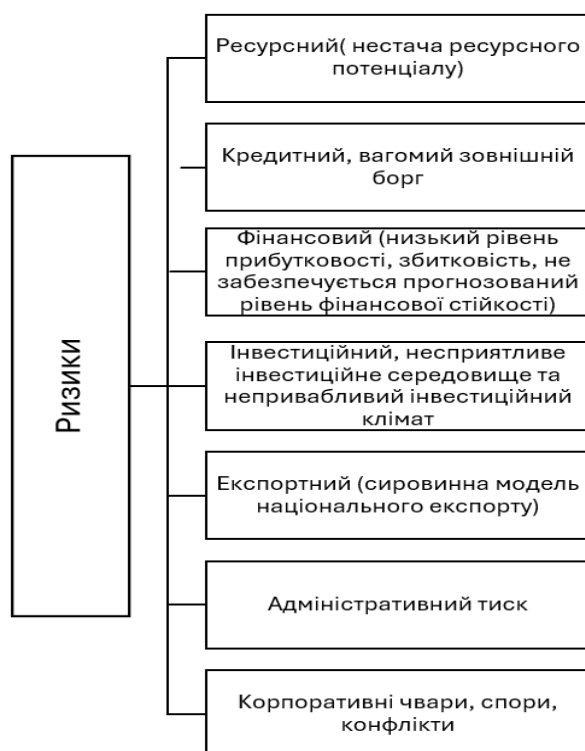 Ризики
Ресурсний( нестача ресурсного
потенціалу)
Кредитний, вагомий зовнішній
борг
Фінансовий (низький рівень
прибутковості, збитковість, не
забезпечується прогнозований
рівень фінансової стійкості)
Інвестиційний, несприятливе
інвестиційне середовище та
непривабливий інвестиційний
клімат
Експортний (сировинна модель
національного експорту)
Адміністративний тиск
Корпоративні чвари, спори,
конфлікти